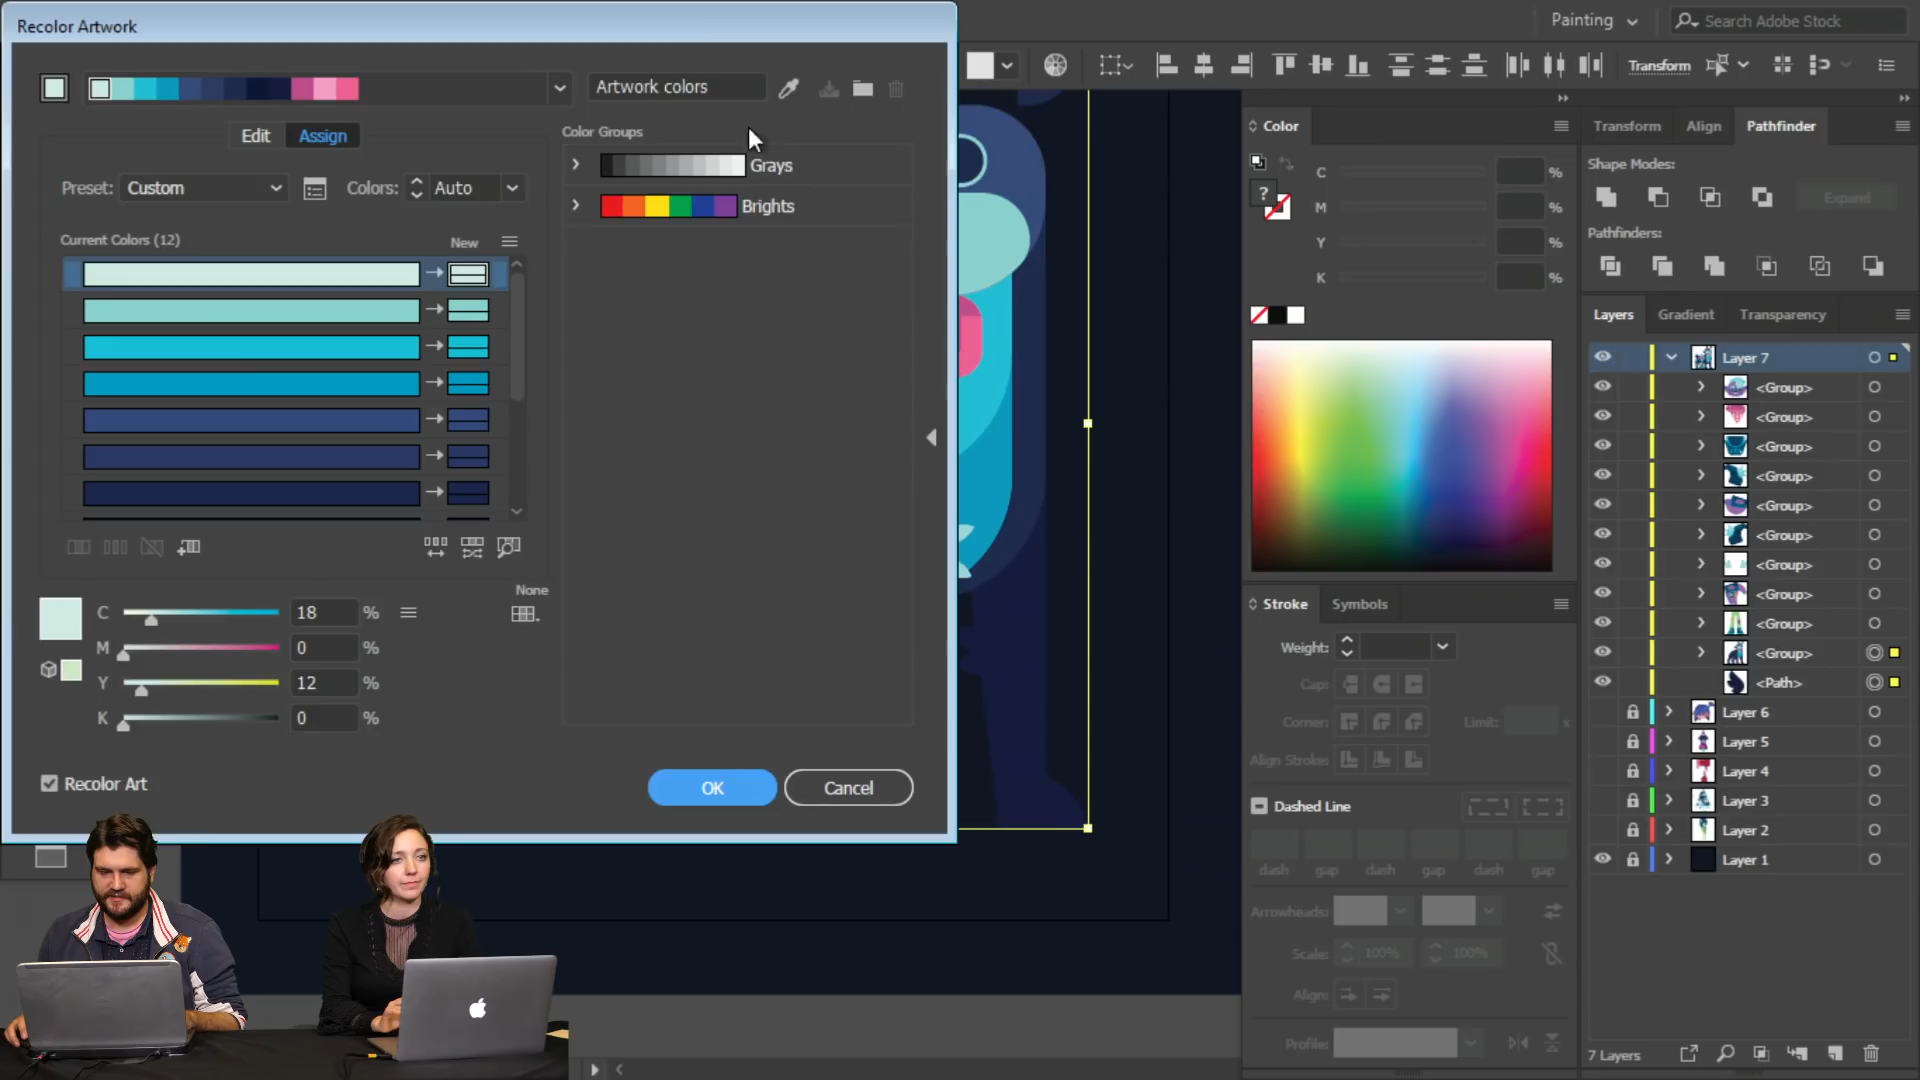 Recolor Artwork
Painting
Search Adobe Stock
Artwork colors
Transform
Edit
Assign
Color Groups
Grays
Brights
Preset:
Custom
Colors:
Auto
Current Colors (12)
New
None
C
18
%
M
0
%
Y
12
%
K
0
%
Recolor Art
OK
Cancel
Color
C
%
M
%
Y
%
K
%
?
Stroke
Symbols
Weight:
Cap:
Corner:
Limit:
x
Align Stroke:
Dashed Line
dash
gap
dash
gap
dash
gap
Arrowheads:
Scale:
100%
100%
Align:
Profile:
Transform
Align
Pathfinder
Shape Modes:
Expand
Pathfinders:
Layers
Gradient
Transparency
Layer 7
<Group>
<Group>
<Group>
<Group>
<Group>
<Group>
<Group>
<Group>
<Group>
<Group>
<Path>
Layer 6
Layer 5
Layer 4
Layer 3
Layer 2
Layer 1
7 Layers